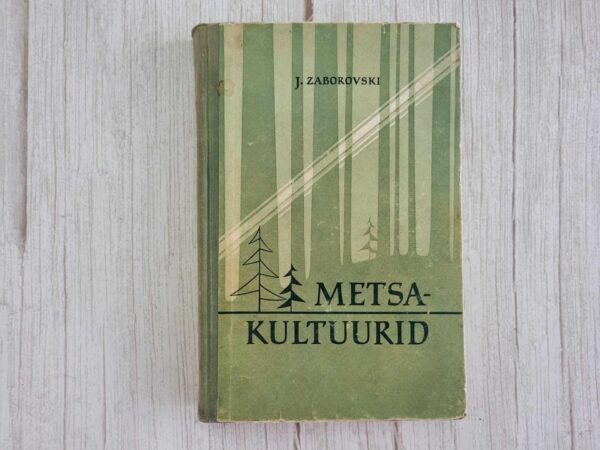 J. ZABOROVSKI
METSA-
KULTUURID